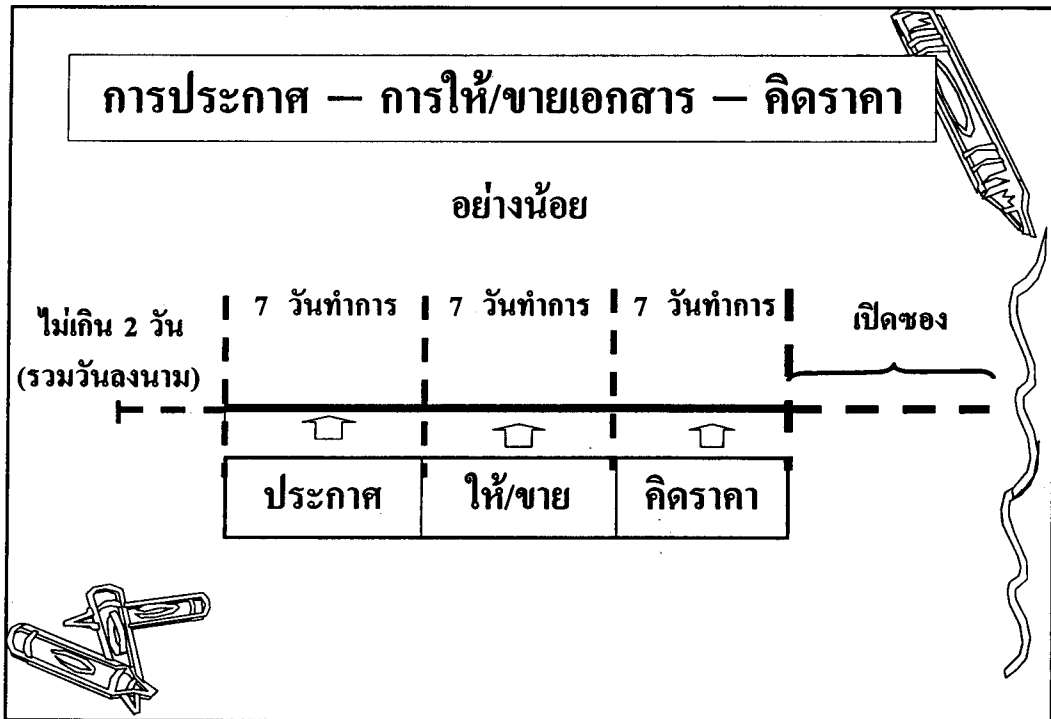 การประกาศ – การให้/ขายเอกสาร – คิดราคา
อย่างน้อย
ไม่เกิน 2 วัน
(รวมวันลงนาม)
7 วันทำการ
7 วันทำการ
7 วันทำการ
เปิดซอง
ประกาศ
ให้/ขาย
คิดราคา